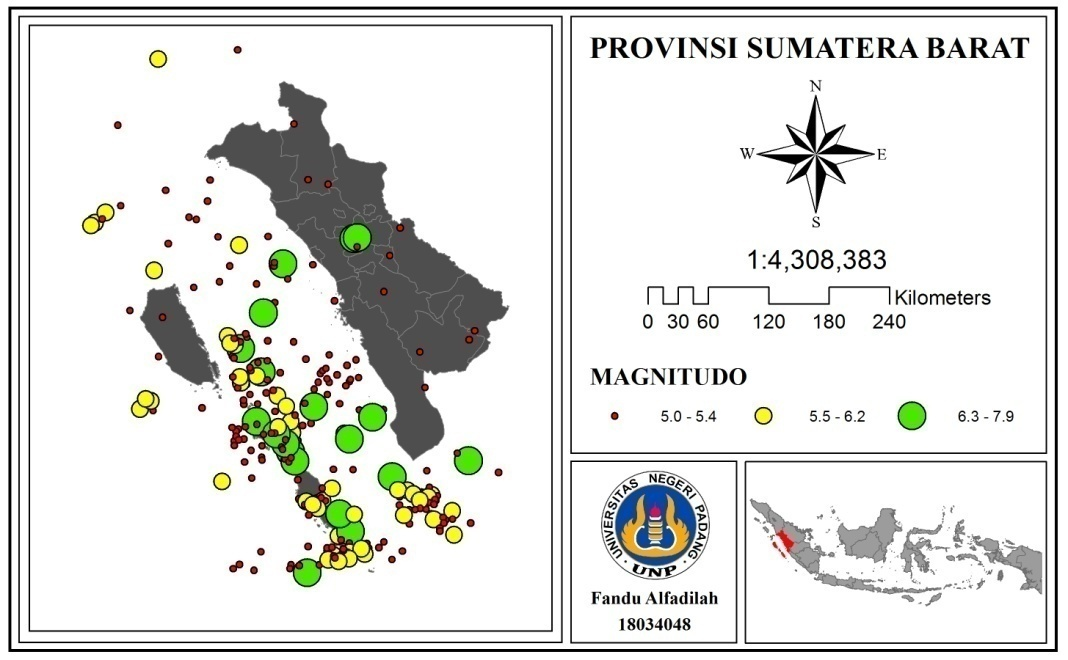 PROVINSI SUMATERA BARAT
N
W
E
S
1:4,308,383
Kilometers
0 30 60 120 180 240
MAGNITUDO
5.0 - 5.4
5.5 - 6.2
6.3 - 7.9
UNIVERSITAS NEGERI PADANG
UNP
Fandu Alfadilah
18034048